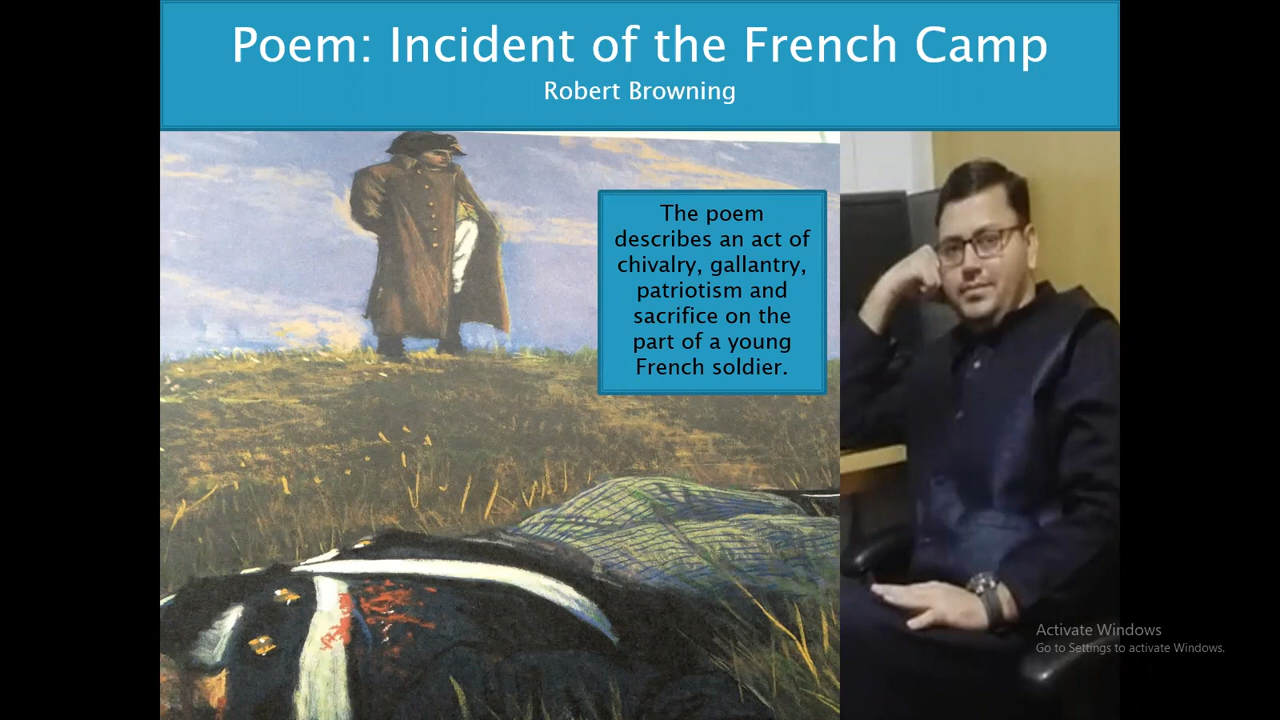 Poem: Incident of the French Camp
Robert Browning
The poem
describes an act of
chivalry, gallantry,
patriotism and
sacrifice on the
part of a young
French soldier.
Activate Windows
Go to Settings to activate Windows.